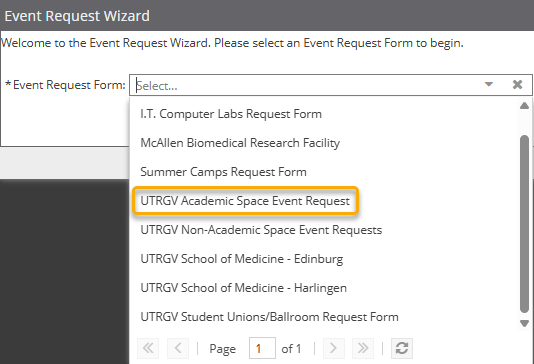 Event Request Wizard
Welcome to the Event Request Wizard. Please select an Event Request Form to begin.
*Event Request Form: Select...
I.T. Computer Labs Request Form
McAllen Biomedical Research Facility
Summer Camps Request Form
UTRGV Academic Space Event Request
UTRGV Non-Academic Space Event Requests
UTRGV School of Medicine - Edinburg
UTRGV School of Medicine - Harlingen
UTRGV Student Unions/Ballroom Request Form
Page 1 of 1